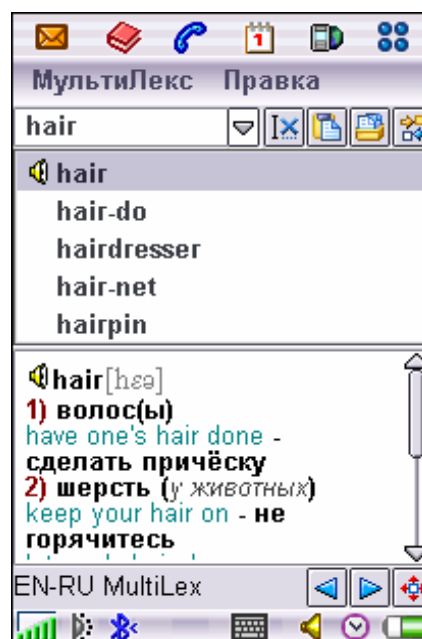 1
МультиЛекс Правка
hair
hair
hair-do
hairdresser
hair-net
hairpin
hair[hɛə]
1) волос(ы)
have one's hair done -
сделать причёску
2) шерсть (у животных)
keep your hair on - не
горячитесь
EN-RU MultiLex